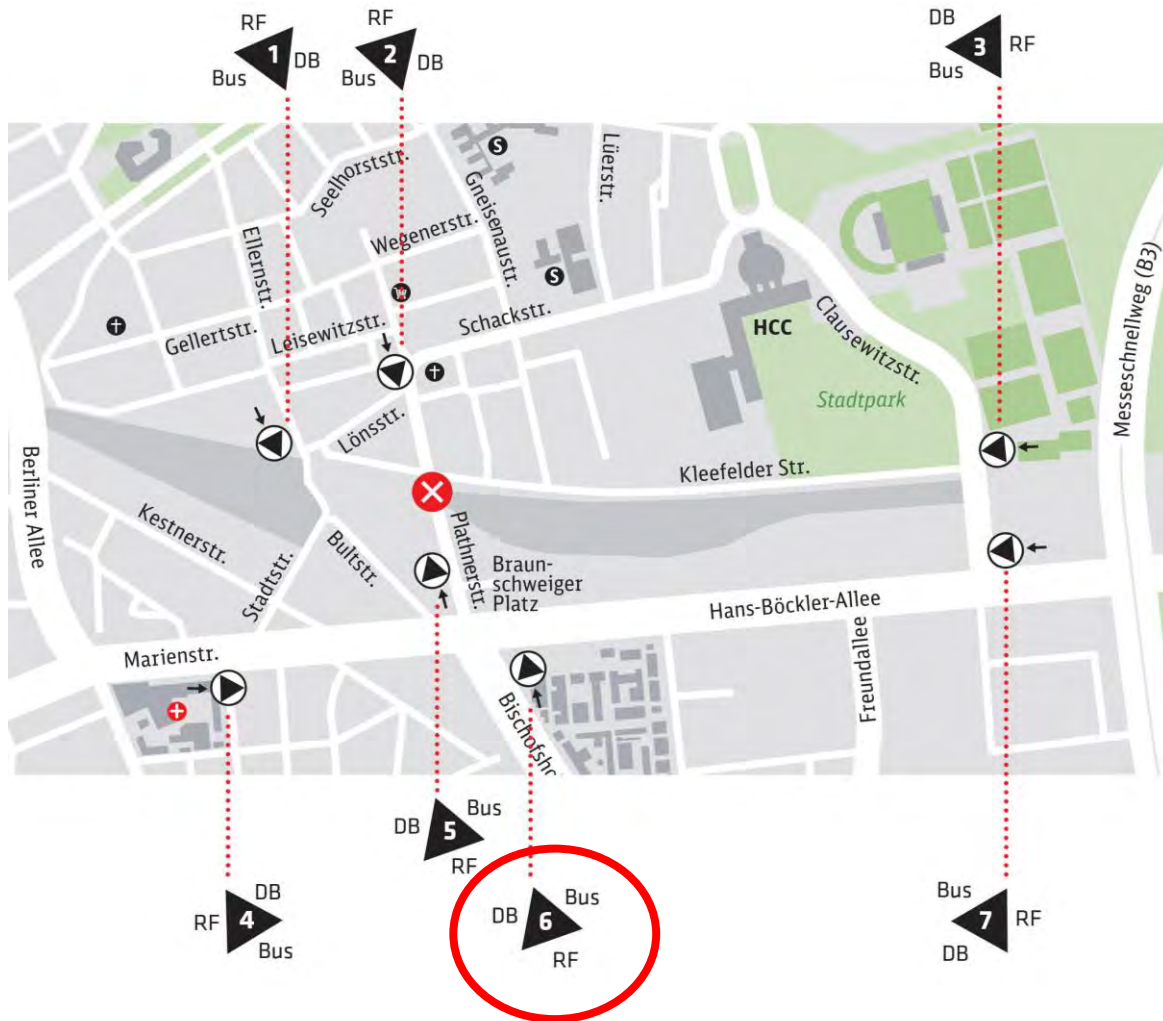 RF
1
DB
Bus
RF
2
DB
Bus
DB
3
RF
Bus
Seelhorststr.
S
Gneisenaustr.
Lüerstr.
Wegenerstr.
Ellernstr.
S
Gellertstr.
Leisewitzstr.
Schackstr.
HCC
Clausewitzstr.
Messeschnellweg (B3)
Stadtpark
Lönsstr.
Berliner Allee
Kleefelder Str.
Kestnerstr.
Bultstr.
Plathnerstr.
Braun-
schweiger
Platz
Stadtstr.
Hans-Böckler-Allee
Marienstr.
Freundallee
Bischofsho
DB
5
Bus
RF
DB
RF
4
Bus
DB
6
Bus
RF
Bus
7
RF
DB